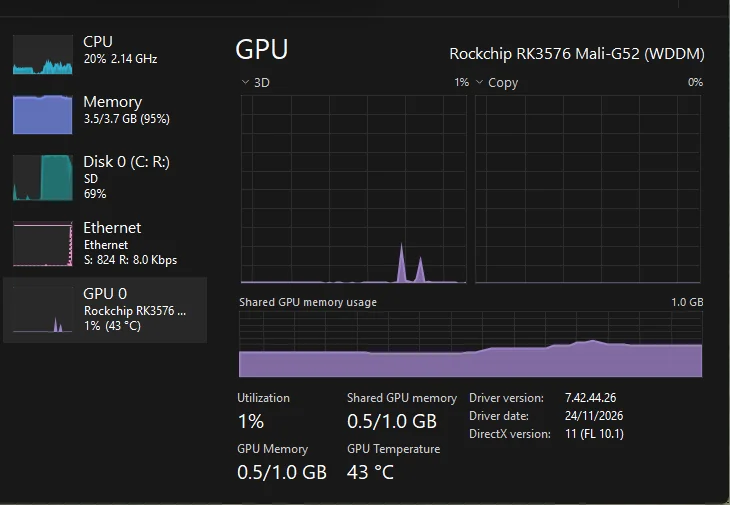 CPU
20% 2.14 GHz
Memory
3.5/3.7 GB (95%)
Disk 0 (C: R:)
SD
69%
Ethernet
Ethernet
S: 824 R: 8.0 Kbps
GPU 0
Rockchip RK3576 ...
1% (43 °C)
GPU
Rockchip RK3576 Mali-G52 (WDDM)
3D 1%
Copy 0%
Shared GPU memory usage 1.0 GB
Utilization
1%
Shared GPU memory
0.5/1.0 GB
GPU Memory
0.5/1.0 GB
GPU Temperature
43 °C
Driver version: 7.42.44.26
Driver date: 24/11/2026
DirectX version: 11 (FL 10.1)